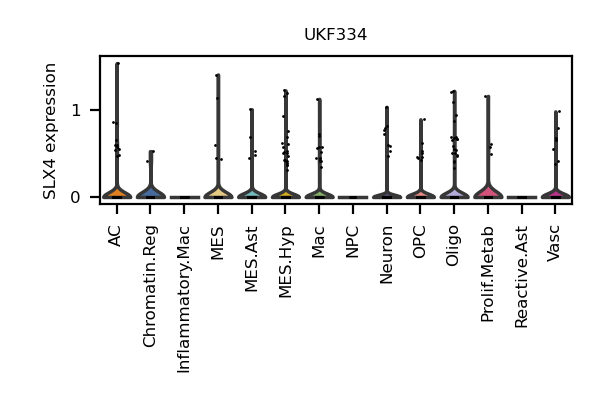 UKF334
SLX4 expression
1
0
AC
Chromatin.Reg
Inflammatory.Mac
MES
MES.Ast
MES.Hyp
Mac
NPC
Neuron
OPC
Oligo
Prolif.Metab
Reactive.Ast
Vasc